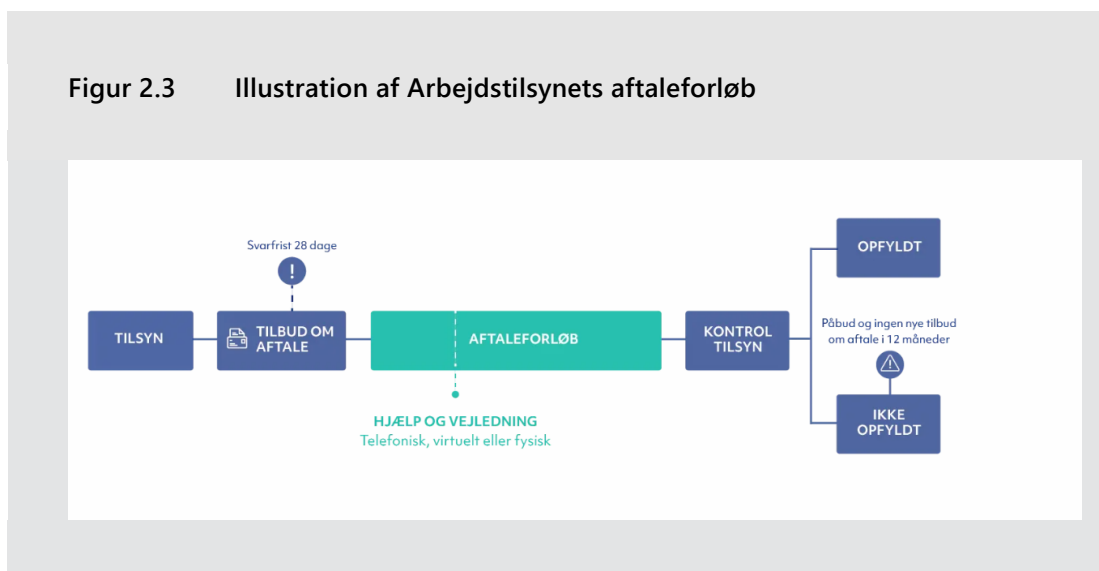 Figur 2.3 Illustration af Arbejdstilsynets aftaleforløb
Svarfrist 28 dage
!
TILSYN
TILBUD OM
AFTALE
AFTALEFORLØB
HJÆLP OG VEJLEDNING
Telefonisk, virtuelt eller fysisk
KONTROL
TILSYN
OPFYLDT
Påbud og ingen nye tilbud
om aftale i 12 måneder
IKKE
OPFYLDT